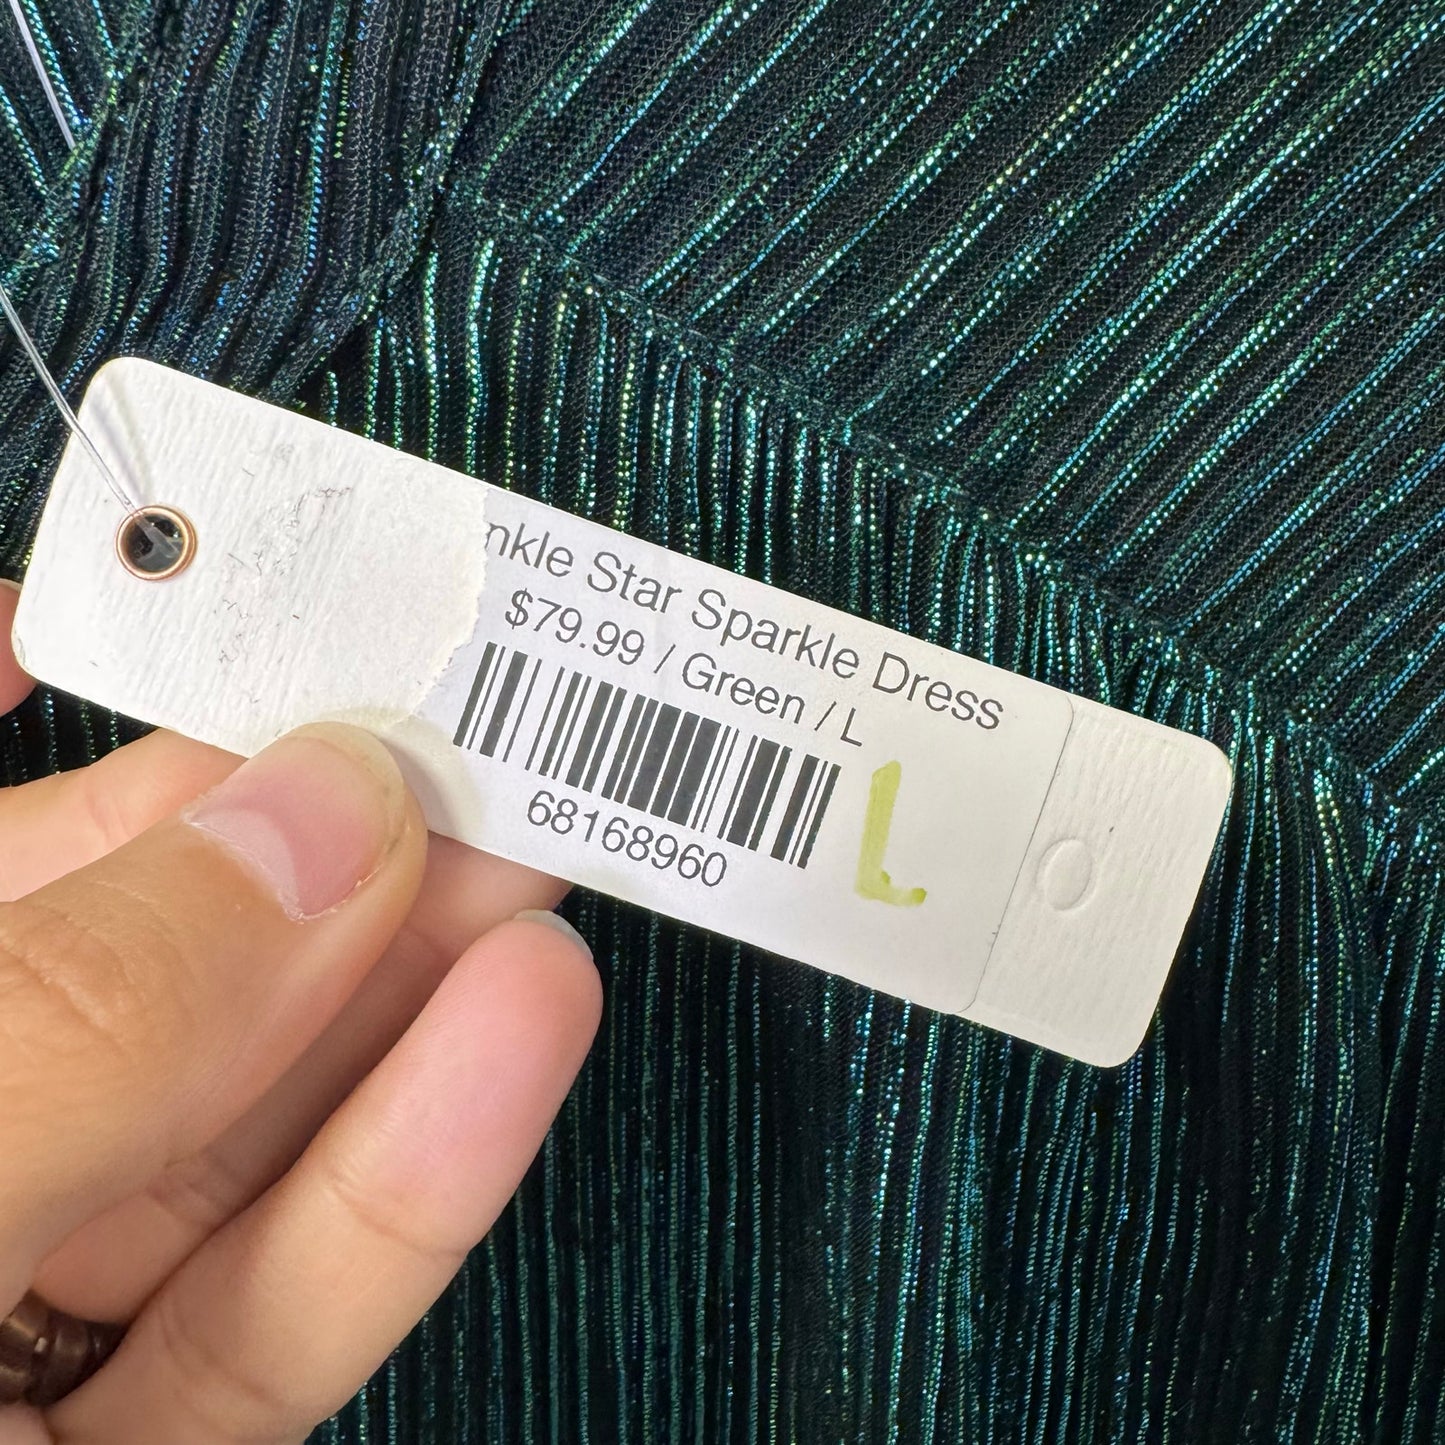 nkle Star Sparkle Dress
$79.99 / Green / L
68168960
L